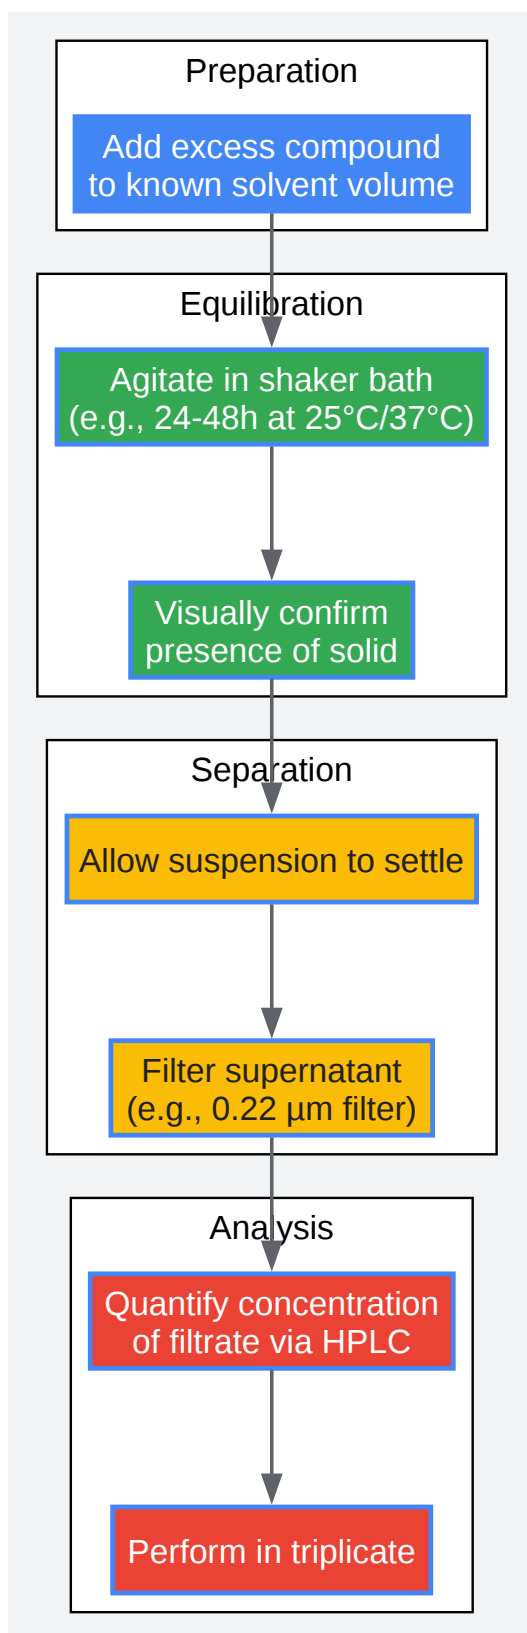 Preparation
Add excess compound
to known solvent volume
Equilibration
Agitate in shaker bath
(e.g., 24-48h at 25°C/37°C)
Visually confirm
presence of solid
Separation
Allow suspension to settle
Filter supernatant
(e.g., 0.22 µm filter)
Analysis
Quantify concentration
of filtrate via HPLC
Perform in triplicate